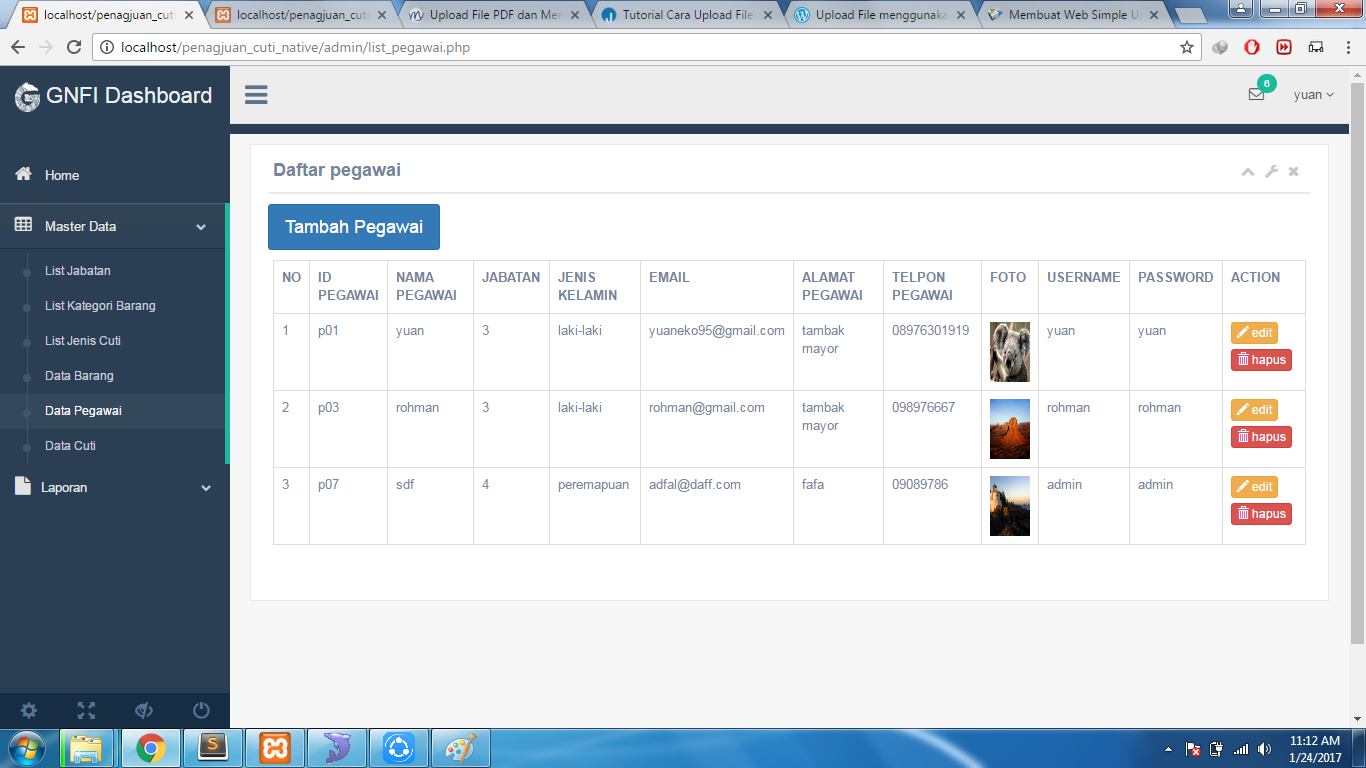 localhost/penagjuan_cuti
localhost/penagjuan_cuti
Upload File PDF dan Me
Tutorial Cara Upload File
Upload File menggunaka
Membuat Web Simple U
localhost/penagjuan_cuti_native/admin/list_pegawai.php
GNFI Dashboard
6
yuan
Home
Master Data
List Jabatan
List Kategori Barang
List Jenis Cuti
Data Barang
Data Pegawai
Data Cuti
Laporan
Daftar pegawai
Tambah Pegawai
NO ID PEGAWAI NAMA PEGAWAI JABATAN JENIS KELAMIN EMAIL ALAMAT PEGAWAI TELPON PEGAWAI FOTO USERNAME PASSWORD ACTION
1 p01 yuan 3 laki-laki yuaneko95@gmail.com tambak mayor 08976301919 yuan yuan edit
hapus
2 p03 rohman 3 laki-laki rohman@gmail.com tambak mayor 098976667 rohman rohman edit
hapus
3 p07 sdf 4 peremapuan adfal@daff.com fafa 09089786 admin admin edit
hapus
11:12 AM
1/24/2017